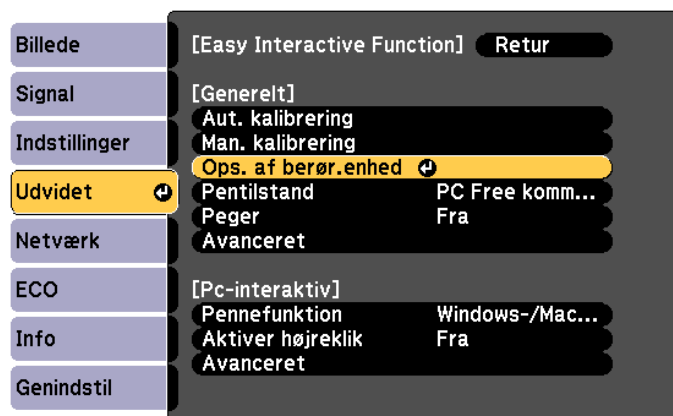 Billede
Signal
Indstillinger
Udvidet
Netværk
ECO
Info
Genindstil
[Easy Interactive Function] Retur
[Generelt]
Aut. kalibrering
Man. kalibrering
Ops. af berør.enhed
Pentilstand PC Free komm...
Peger Fra
Avanceret
[Pc-interaktiv]
Pennefunktion Windows-/Mac...
Aktiver højreklik Fra
Avanceret